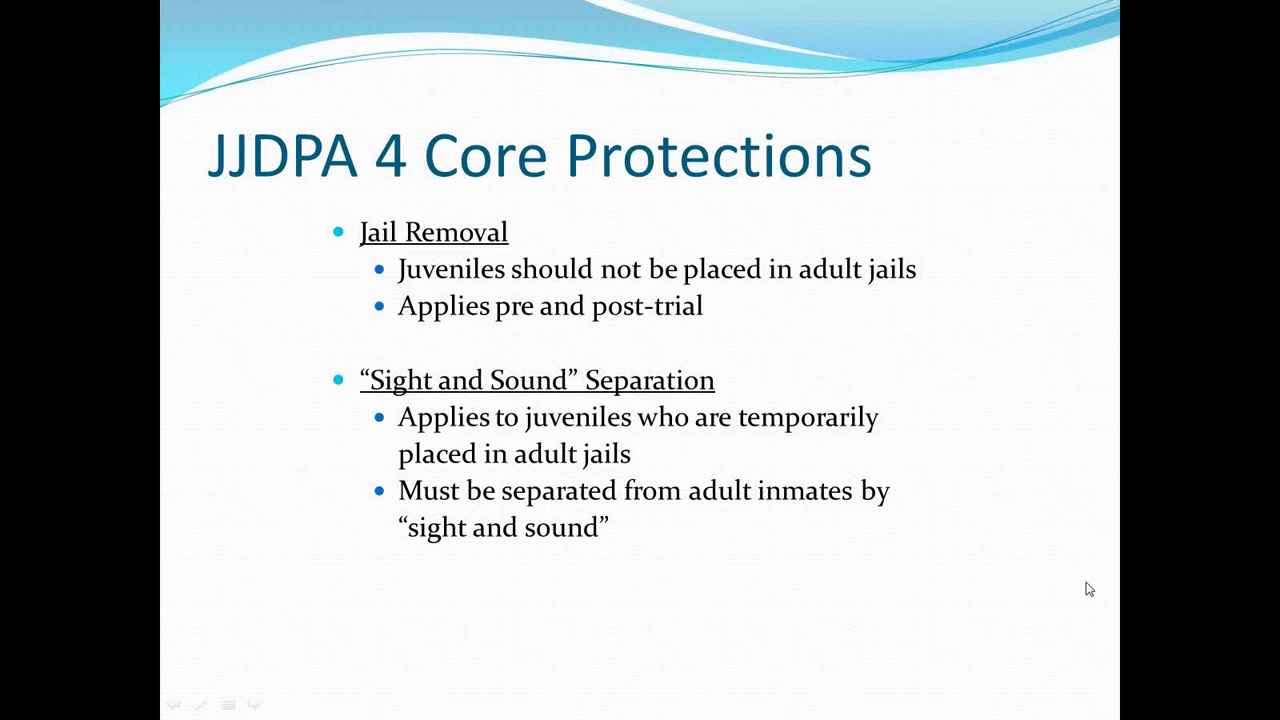 JJDPA 4 Core Protections
Jail Removal
Juveniles should not be placed in adult jails
Applies pre and post-trial
“Sight and Sound” Separation
Applies to juveniles who are temporarily
placed in adult jails
Must be separated from adult inmates by
“sight and sound”